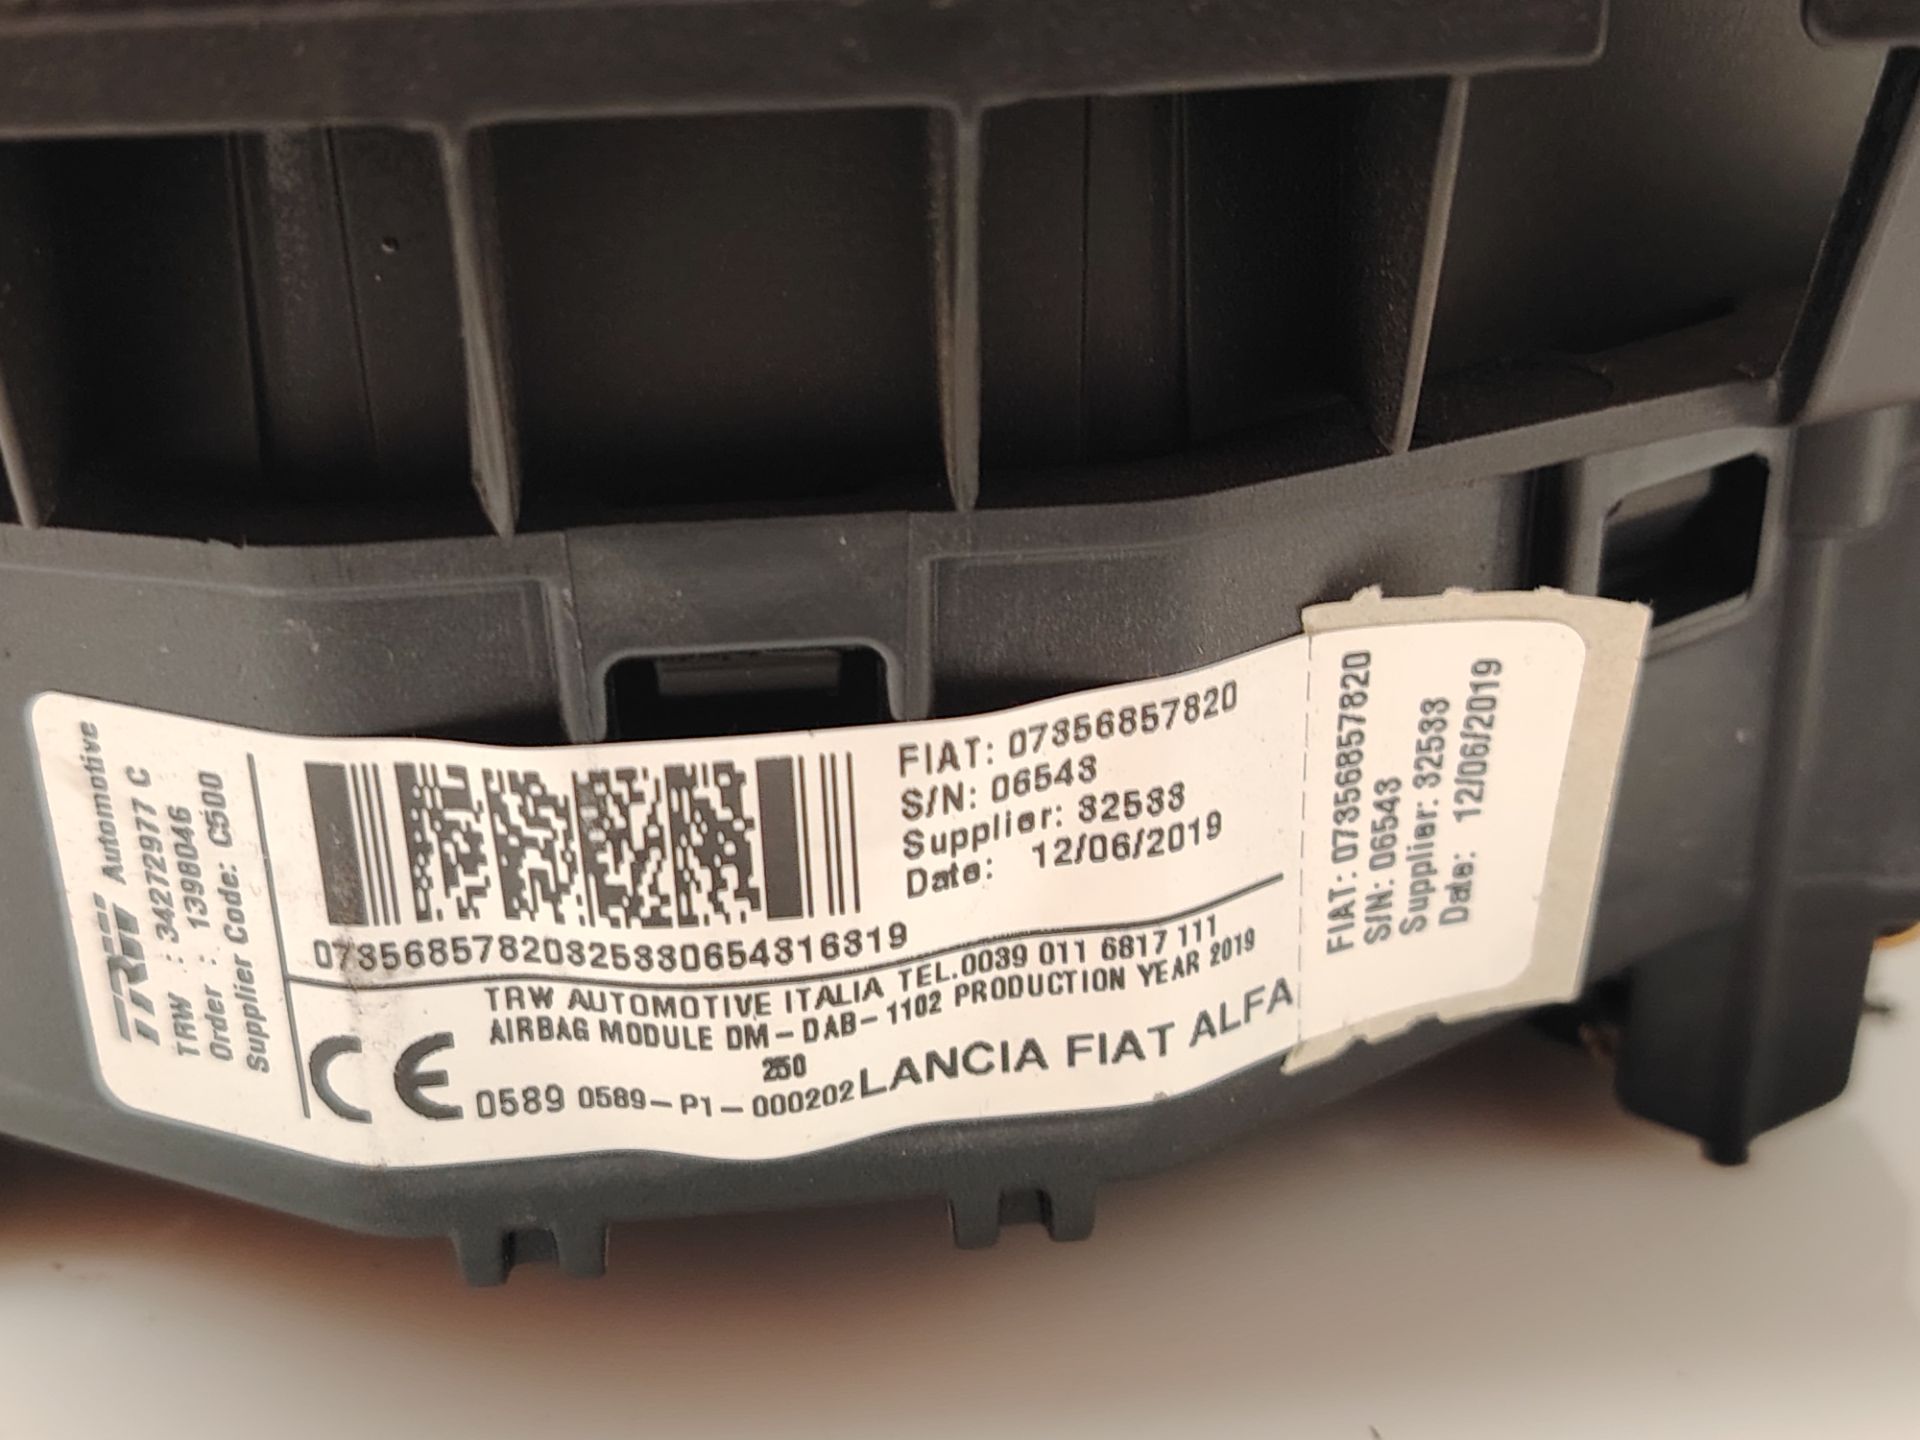 TRW Automotive
TRW : 34272977 C
Order : 13980046
Supplier Code: C500
FIAT: 07356857820
S/N: 06543
Supplier: 32533
Date: 12/06/2019
07356857820325330654316319
TRW AUTOMOTIVE ITALIA TEL.0039 011 6817 111
AIRBAG MODULE DM-DAB-1102 PRODUCTION YEAR 2019
250
CE 0589 0589-P1-000202 LANCIA FIAT ALFA
FIAT: 07356857820
S/N: 06543
Supplier: 32533
Date: 12/06/2019